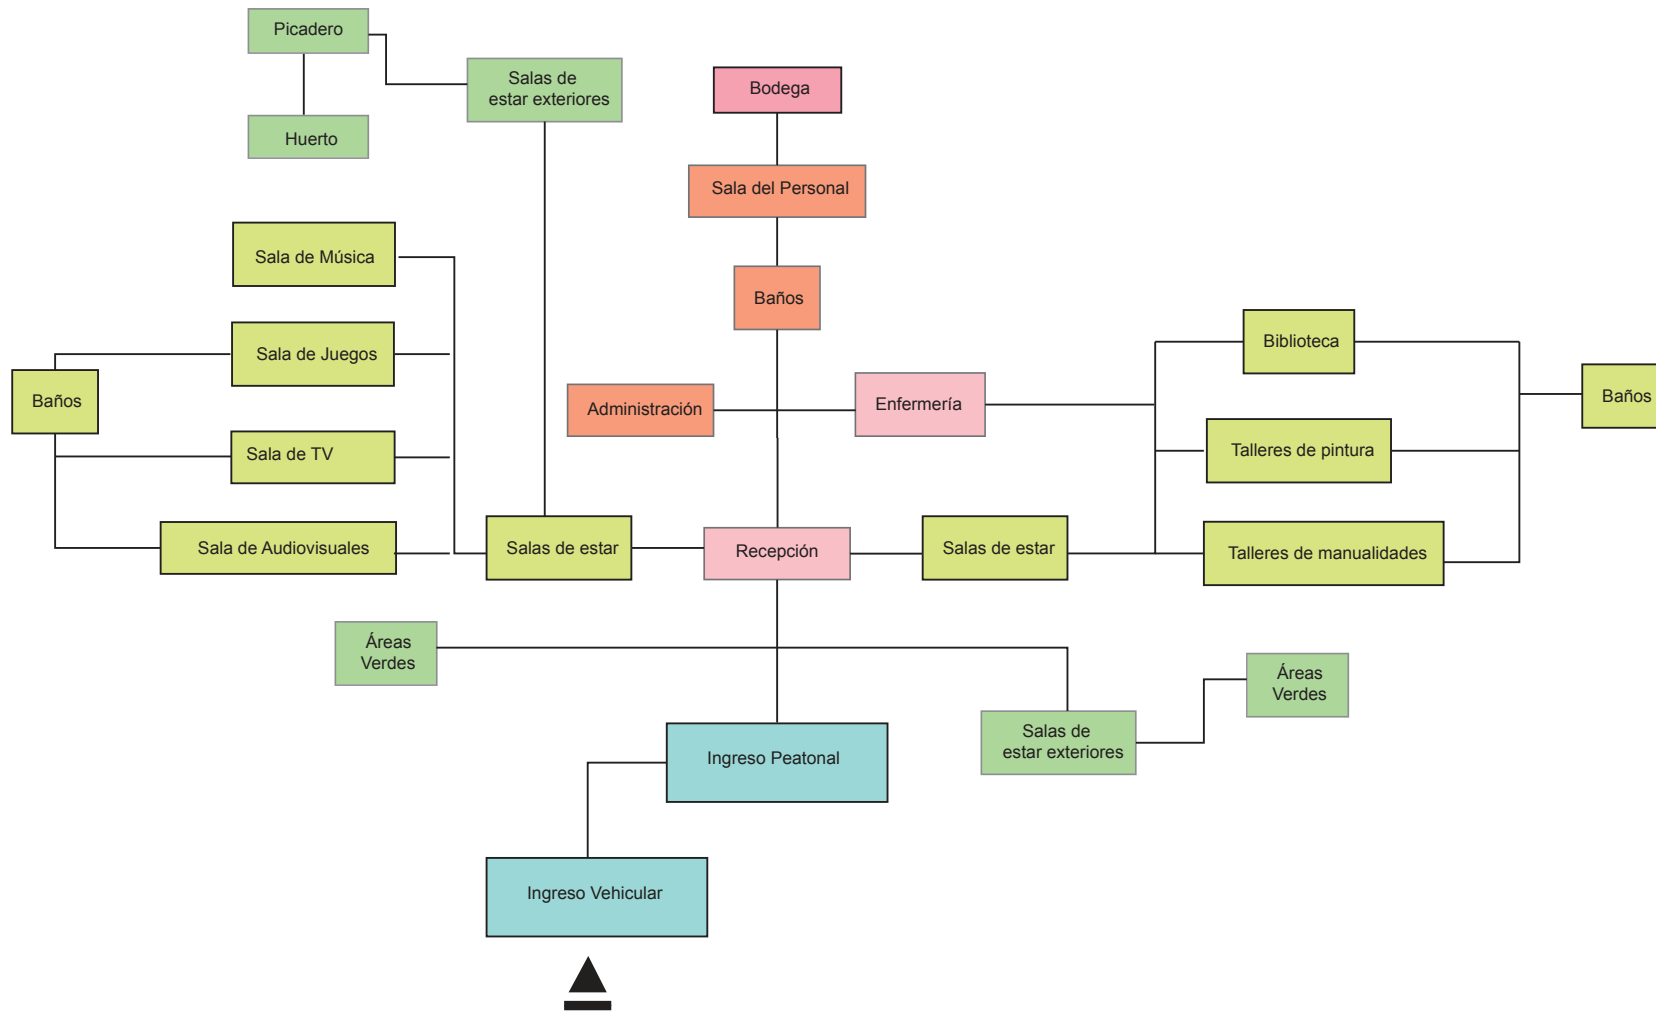 Picadero
Salas de
estar exteriores
Bodega
Huerto
Sala del Personal
Sala de Música
Baños
Biblioteca
Sala de Juegos
Baños
Administración
Enfermería
Baños
Sala de TV
Talleres de pintura
Sala de Audiovisuales
Salas de estar
Recepción
Salas de estar
Talleres de manualidades
Áreas
Verdes
Áreas
Verdes
Salas de
estar exteriores
Ingreso Peatonal
Ingreso Vehicular